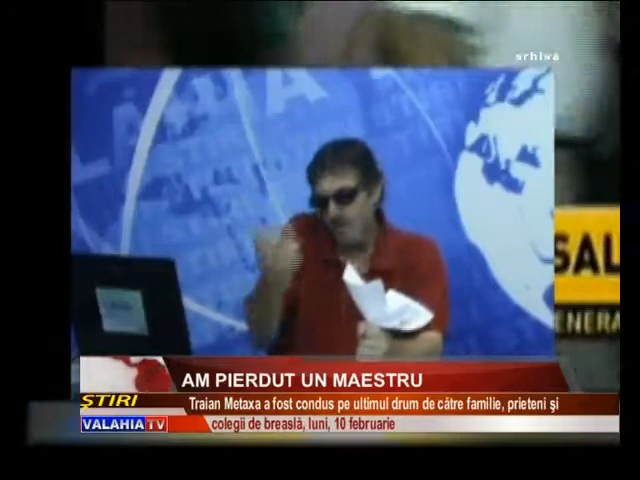 arhiva
SAL
ENERA
AM PIERDUT UN MAESTRU
ŞTIRI
Traian Metaxa a fost condus pe ultimul drum de către familie, prieteni şi
VALAHIA TV
colegii de breaslă, luni, 10 februarie